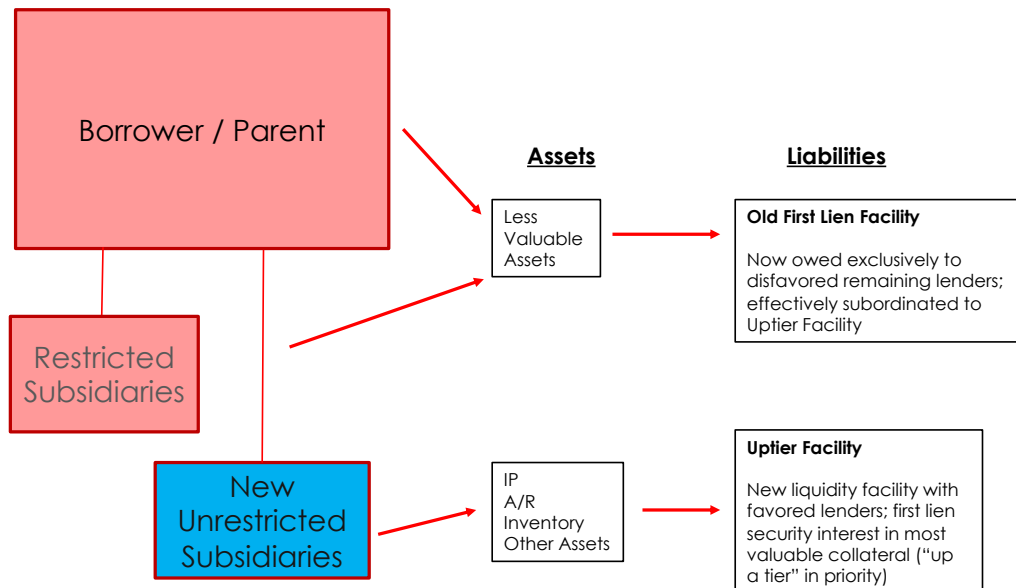 Borrower / Parent
Assets
Liabilities
Less
Valuable
Assets
Old First Lien Facility
Now owed exclusively to
disfavored remaining lenders;
effectively subordinated to
Uptier Facility
Restricted
Subsidiaries
New
Unrestricted
Subsidiaries
IP
A/R
Inventory
Other Assets
Uptier Facility
New liquidity facility with
favored lenders; first lien
security interest in most
valuable collateral (“up
a tier” in priority)